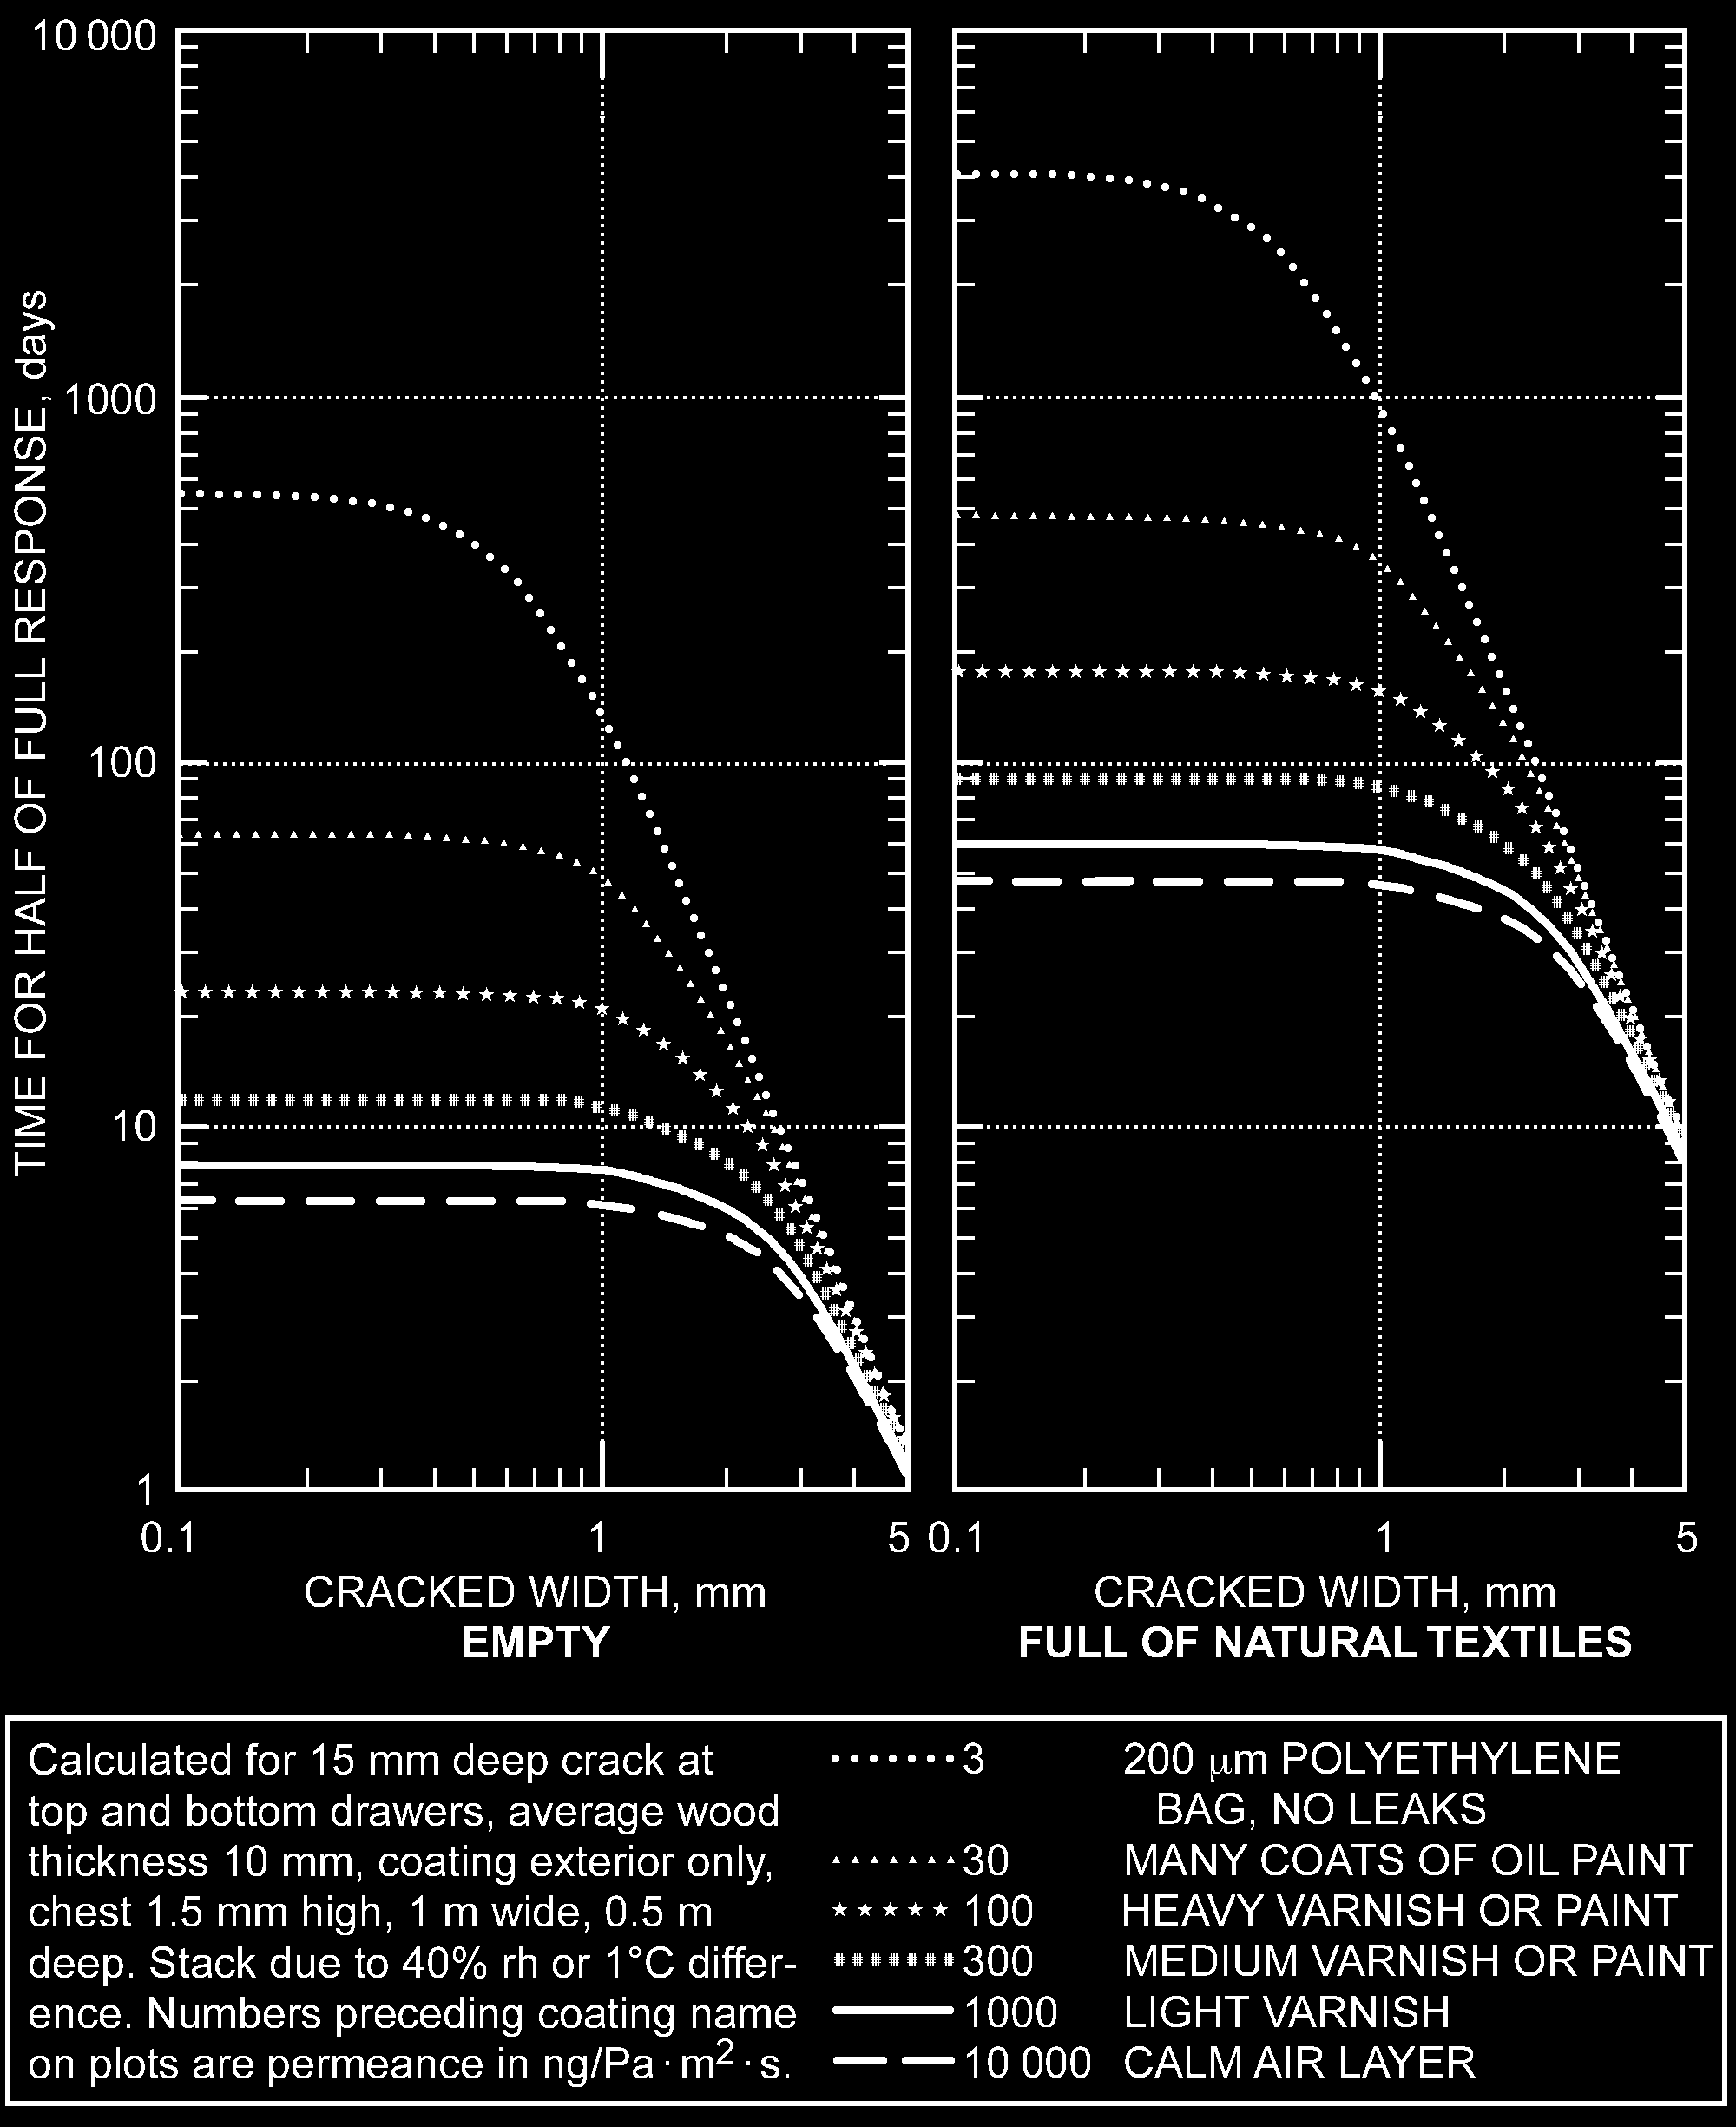 TIME FOR HALF OF FULL RESPONSE, days
10 000
1000
100
10
1
0.1
1
5
0.1
1
5
CRACKED WIDTH, mm
EMPTY
CRACKED WIDTH, mm
FULL OF NATURAL TEXTILES
Calculated for 15 mm deep crack at
top and bottom drawers, average wood
thickness 10 mm, coating exterior only,
chest 1.5 mm high, 1 m wide, 0.5 m
deep. Stack due to 40% rh or 1°C differ-
ence. Numbers preceding coating name
on plots are permeance in ng/Pa·m²·s.
3 200 μm POLYETHYLENE
BAG, NO LEAKS
30 MANY COATS OF OIL PAINT
100 HEAVY VARNISH OR PAINT
300 MEDIUM VARNISH OR PAINT
1000 LIGHT VARNISH
10 000 CALM AIR LAYER